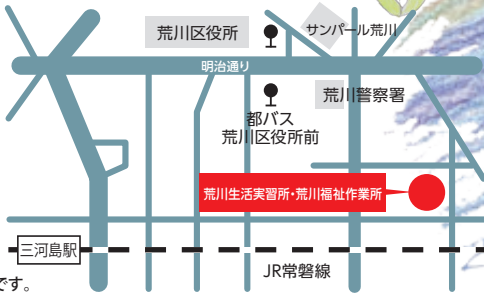 荒川区役所
サンパール荒川
明治通り
荒川警察署
都バス
荒川区役所前
荒川生活実習所・荒川福祉作業所
三河島駅
JR常磐線
です。